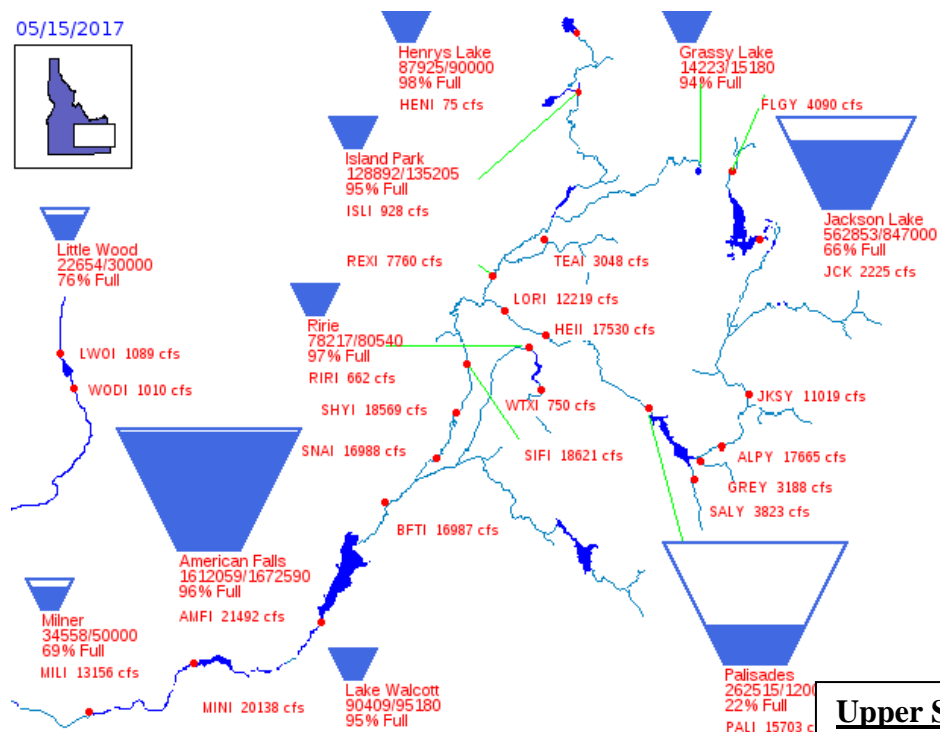 05/15/2017
Henrys Lake
87925/90000
98% Full
HENI 75 cfs
Grassy Lake
14223/15180
94% Full
FLGY 4090 cfs
Island Park
128892/135205
95% Full
ISLI 928 cfs
Jackson Lake
562853/847000
66% Full
JCK 2225 cfs
Little Wood
22654/30000
76% Full
REXI 7760 cfs
TEAI 3048 cfs
LORI 12219 cfs
HEII 17530 cfs
Ririe
78217/80540
97% Full
RIRI 662 cfs
LWOI 1089 cfs
WODI 1010 cfs
WTXI 750 cfs
JKSY 11019 cfs
SHYI 18569 cfs
SNAI 16988 cfs
SIFI 18621 cfs
ALPY 17665 cfs
GREY 3188 cfs
SALY 3823 cfs
BFTI 16987 cfs
American Falls
1612059/1672590
96% Full
AMFI 21492 cfs
Milner
34558/50000
69% Full
MILI 13156 cfs
MINI 20138 cfs
Lake Walcott
90409/95180
95% Full
Palisades
262515/1200
22% Full
PALI 15703 cfs
Upper S